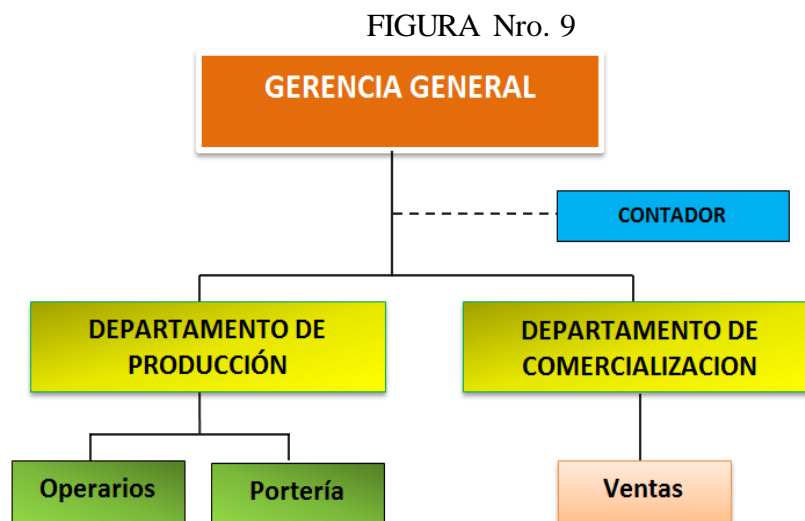 FIGURA Nro. 9
GERENCIA GENERAL
CONTADOR
DEPARTAMENTO DE
PRODUCCIÓN
DEPARTAMENTO DE
COMERCIALIZACION
Operarios
Portería
Ventas